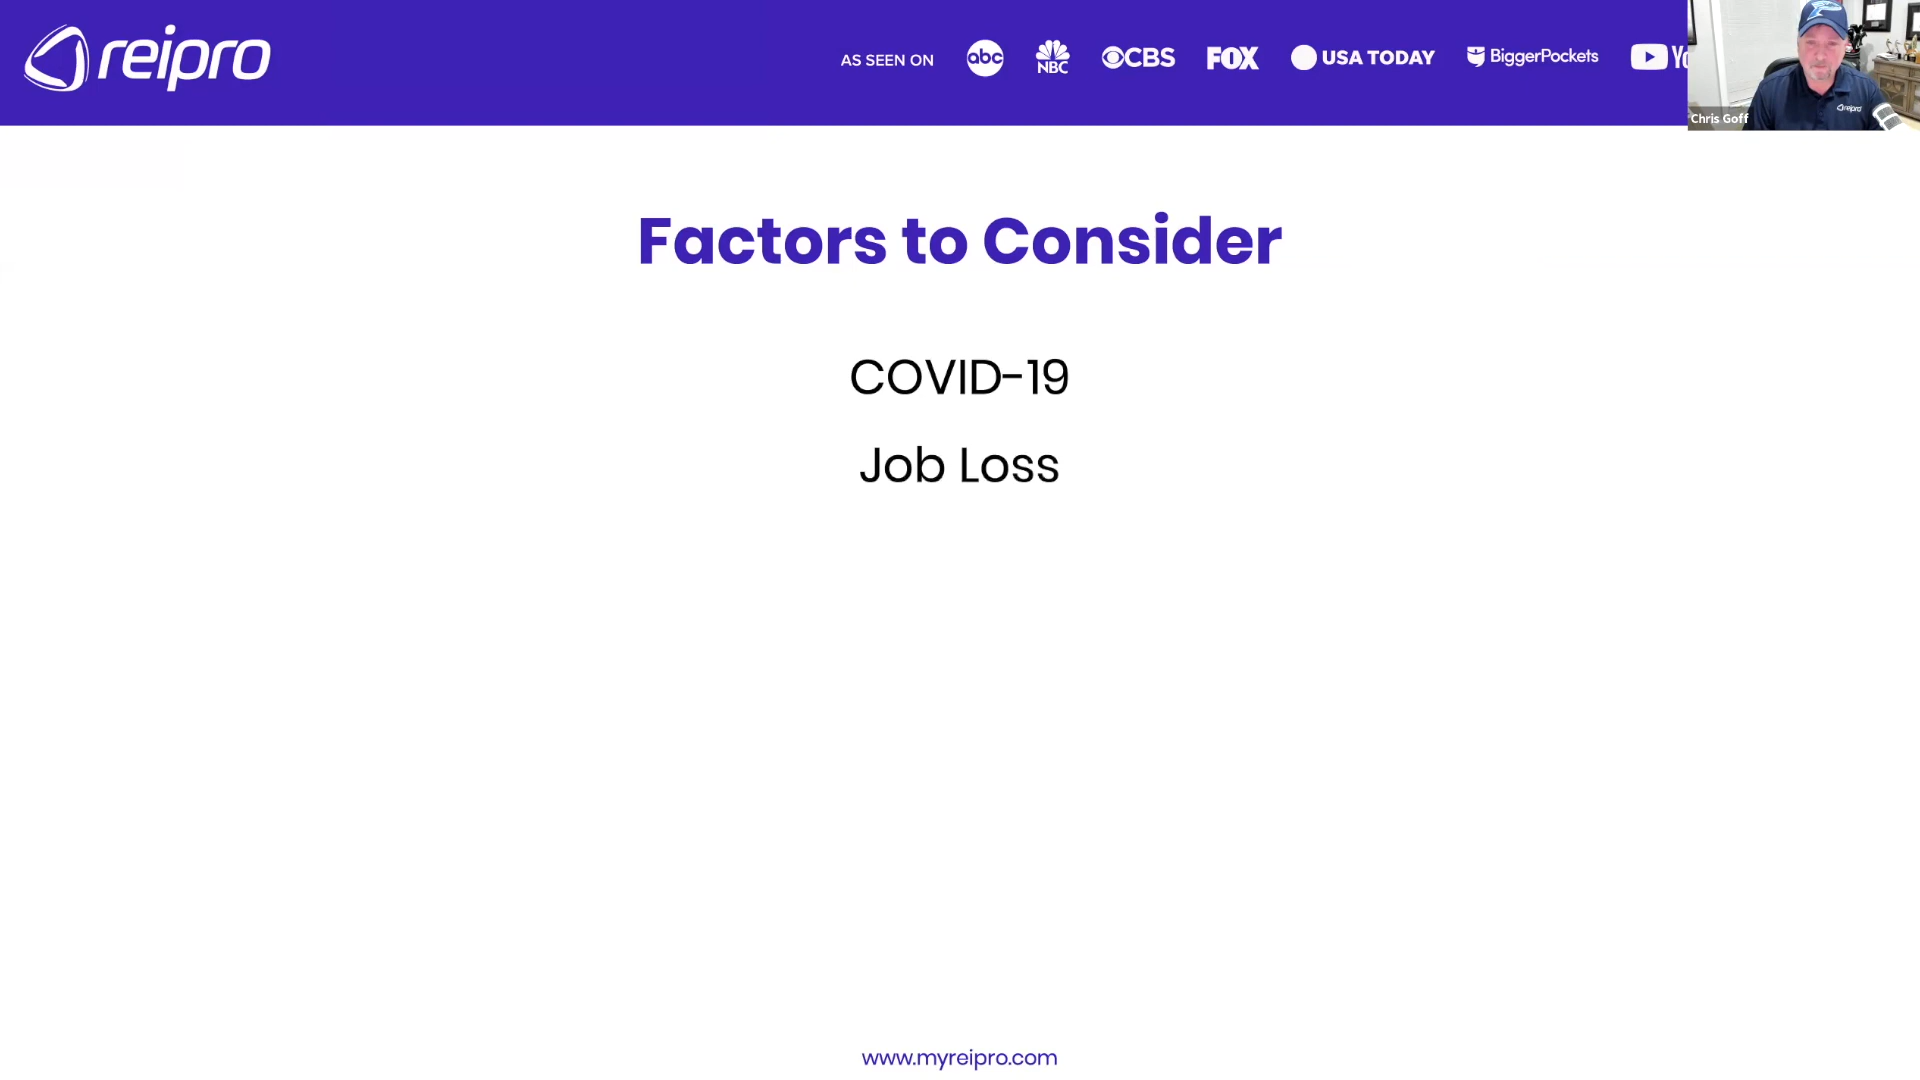 reipro
AS SEEN ON abc NBC CBS FOX USA TODAY BiggerPockets
reipro
Chris Goff
Factors to Consider
COVID-19
Job Loss
www.myreipro.com